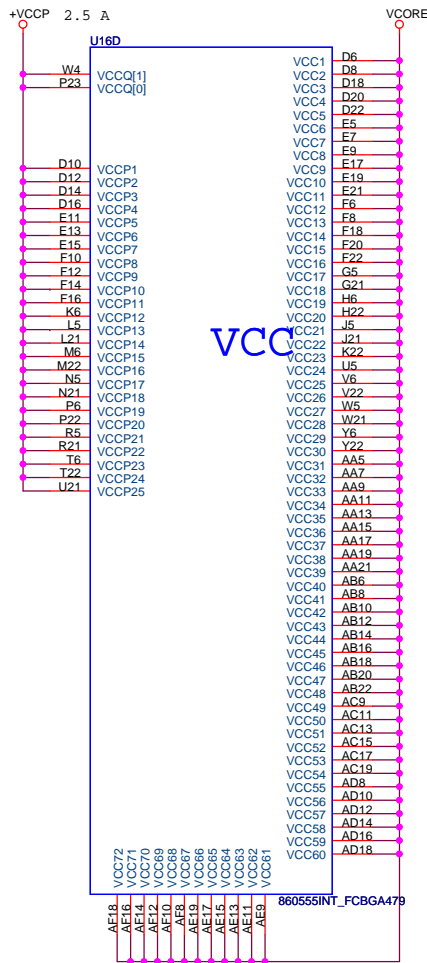 +VCCP 2.5 A VCORE
U16D
W4 VCCQ[1]
P23 VCCQ[0]
D10 VCCP1
D12 VCCP2
D14 VCCP3
D16 VCCP4
E11 VCCP5
E13 VCCP6
E15 VCCP7
F10 VCCP8
F12 VCCP9
F14 VCCP10
F16 VCCP11
K6 VCCP12
L5 VCCP13
L21 VCCP14
M6 VCCP15
M22 VCCP16
N5 VCCP17
N21 VCCP18
P6 VCCP19
P22 VCCP20
R5 VCCP21
R21 VCCP22
T6 VCCP23
T22 VCCP24
U21 VCCP25
VCC
VCC1 D6
VCC2 D8
VCC3 D18
VCC4 D20
VCC5 D22
VCC6 E5
VCC7 E7
VCC8 E9
VCC9 E17
VCC10 E19
VCC11 E21
VCC12 F6
VCC13 F8
VCC14 F18
VCC15 F20
VCC16 F22
VCC17 G5
VCC18 G21
VCC19 H6
VCC20 H22
VCC21 J5
VCC22 J21
VCC23 K22
VCC24 U5
VCC25 V6
VCC26 V22
VCC27 W5
VCC28 W21
VCC29 Y6
VCC30 Y22
VCC31 AA5
VCC32 AA7
VCC33 AA9
VCC34 AA11
VCC35 AA13
VCC36 AA15
VCC37 AA17
VCC38 AA19
VCC39 AA21
VCC40 AB6
VCC41 AB8
VCC42 AB10
VCC43 AB12
VCC44 AB14
VCC45 AB16
VCC46 AB18
VCC47 AB20
VCC48 AB22
VCC49 AC9
VCC50 AC11
VCC51 AC13
VCC52 AC15
VCC53 AC17
VCC54 AC19
VCC55 AD8
VCC56 AD10
VCC57 AD12
VCC58 AD14
VCC59 AD16
VCC60 AD18
VCC72 AF18
VCC71 AF16
VCC70 AF14
VCC69 AF12
VCC68 AF10
VCC67 AF8
VCC66 AE19
VCC65 AE17
VCC64 AE15
VCC63 AE13
VCC62 AE11
VCC61 AE9
860555INT_FCBGA479